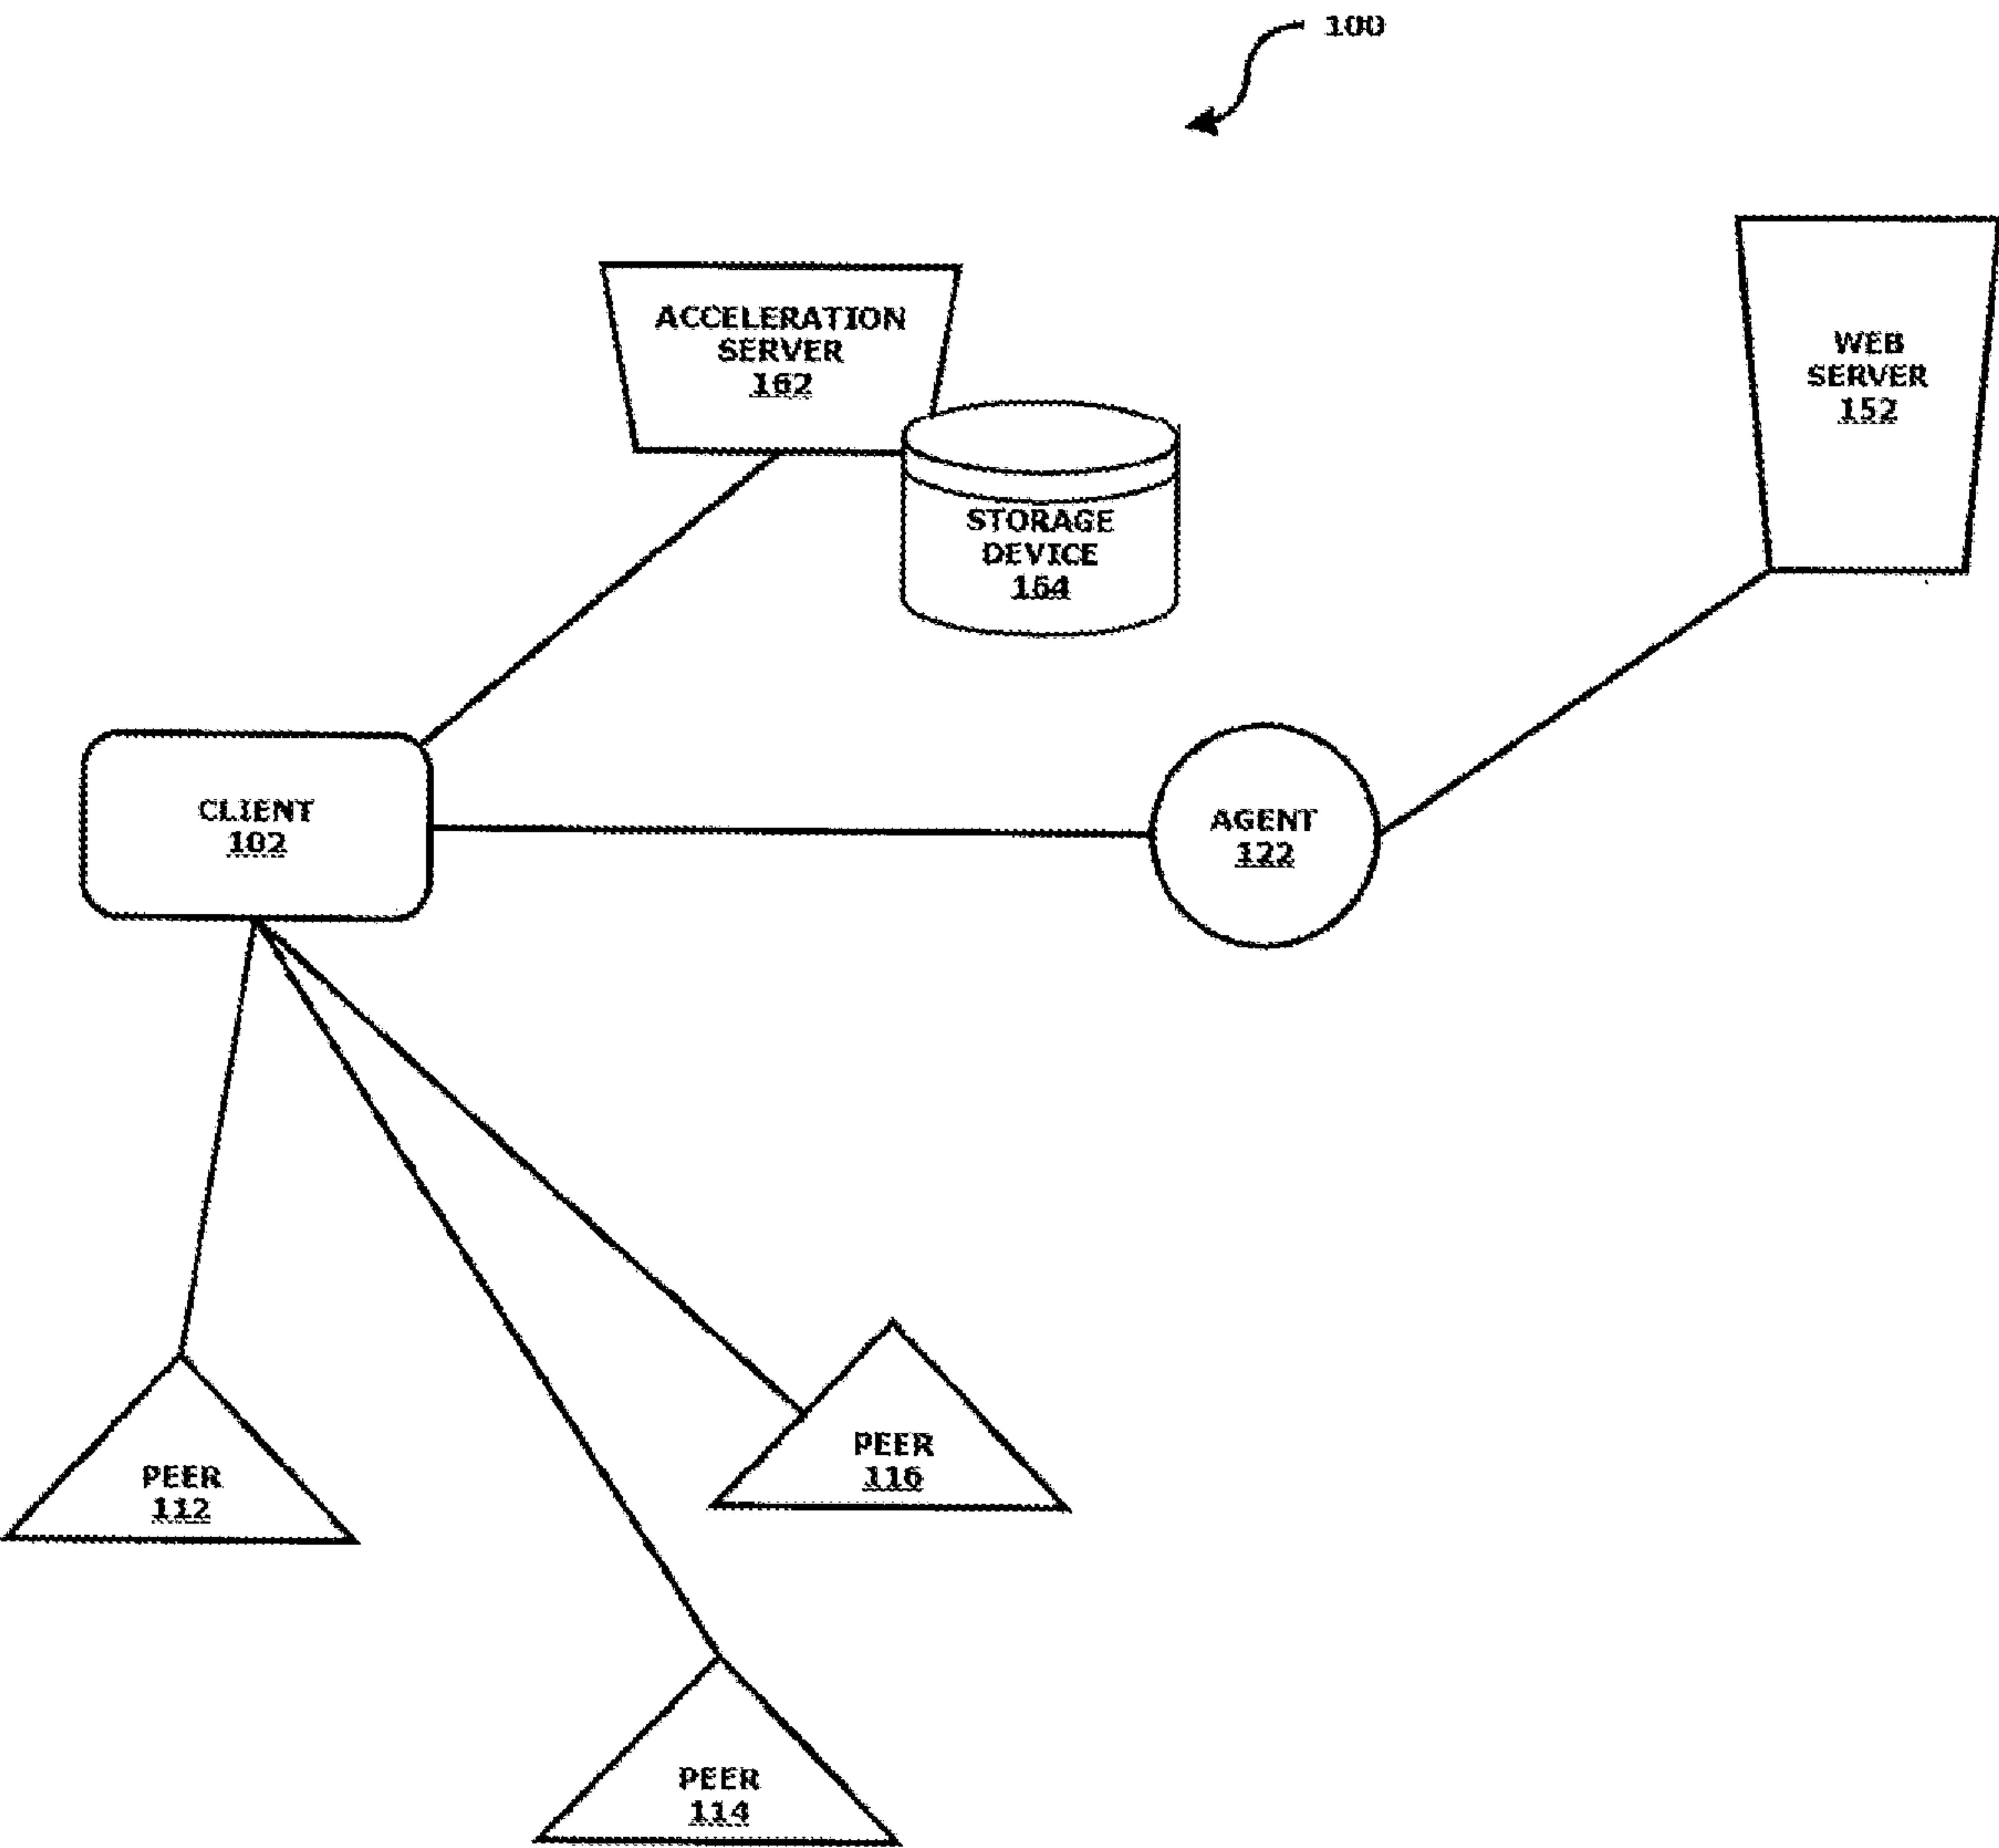 100
ACCELERATION
SERVER
162
WEB
SERVER
152
STORAGE
DEVICE
164
CLIENT
102
AGENT
122
PEER
116
PEER
112
PEER
114